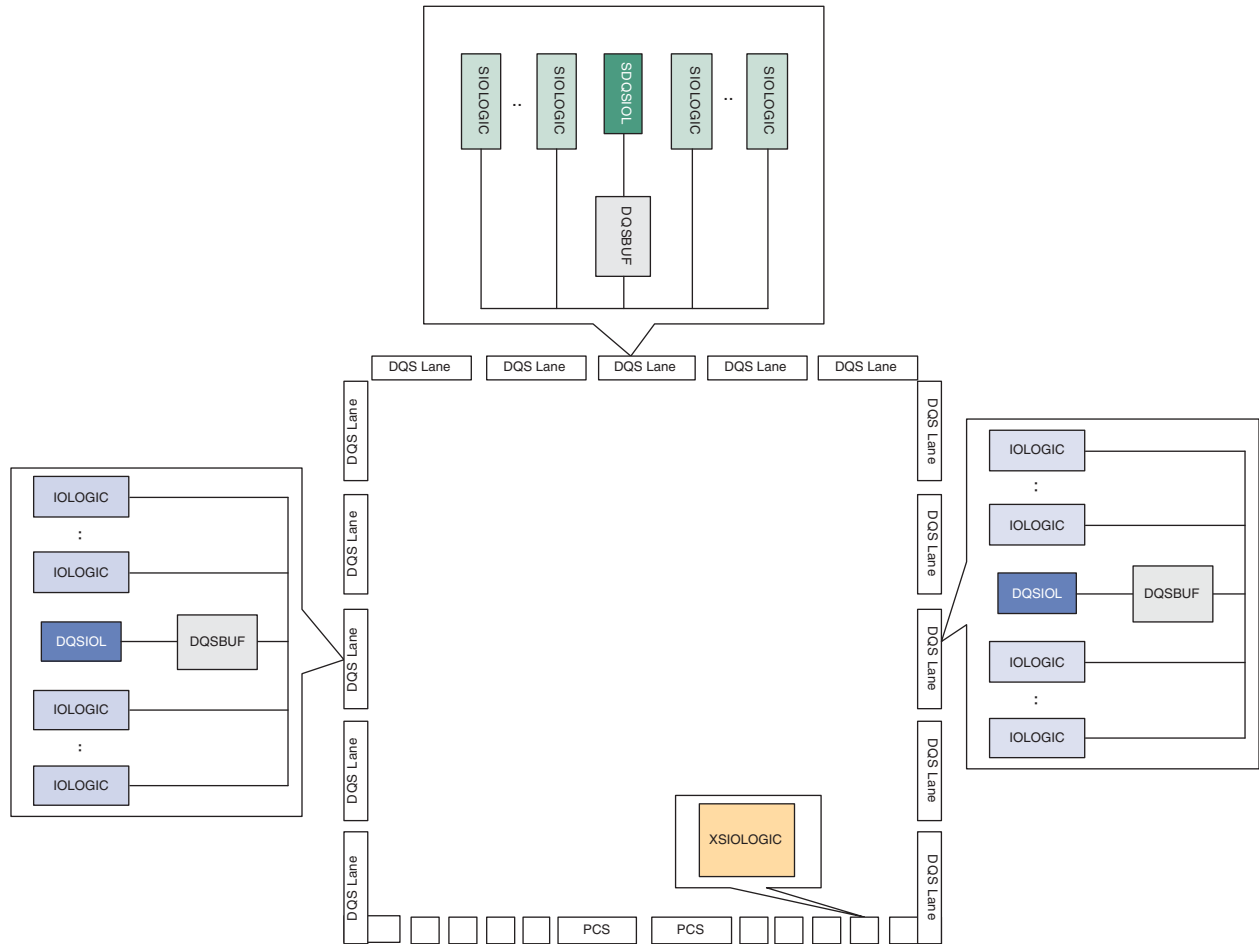 SIOLOGIC
..
SIOLOGIC
SDQSIOL
SIOLOGIC
..
SIOLOGIC
DQSBUF
DQS Lane
DQS Lane
DQS Lane
DQS Lane
DQS Lane
DQS Lane
DQS Lane
DQS Lane
DQS Lane
DQS Lane
IOLOGIC
:
IOLOGIC
DQSIOL
DQSBUF
IOLOGIC
:
IOLOGIC
DQS Lane
DQS Lane
DQS Lane
DQS Lane
DQS Lane
IOLOGIC
:
IOLOGIC
DQSIOL
DQSBUF
IOLOGIC
:
IOLOGIC
XSIOLOGIC
PCS
PCS